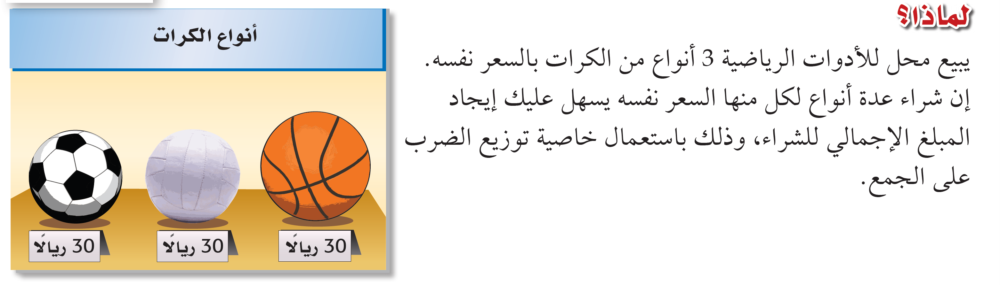 لماذا؟
يبيع محل للأدوات الرياضية 3 أنواع من الكرات بالسعر نفسه.
إن شراء عدة أنواع لكل منها السعر نفسه يسهل عليك إيجاد
المبلغ الإجمالي للشراء، وذلك باستعمال خاصية توزيع الضرب
على الجمع.
أنواع الكرات
30 ريالًا
30 ريالًا
30 ريالًا